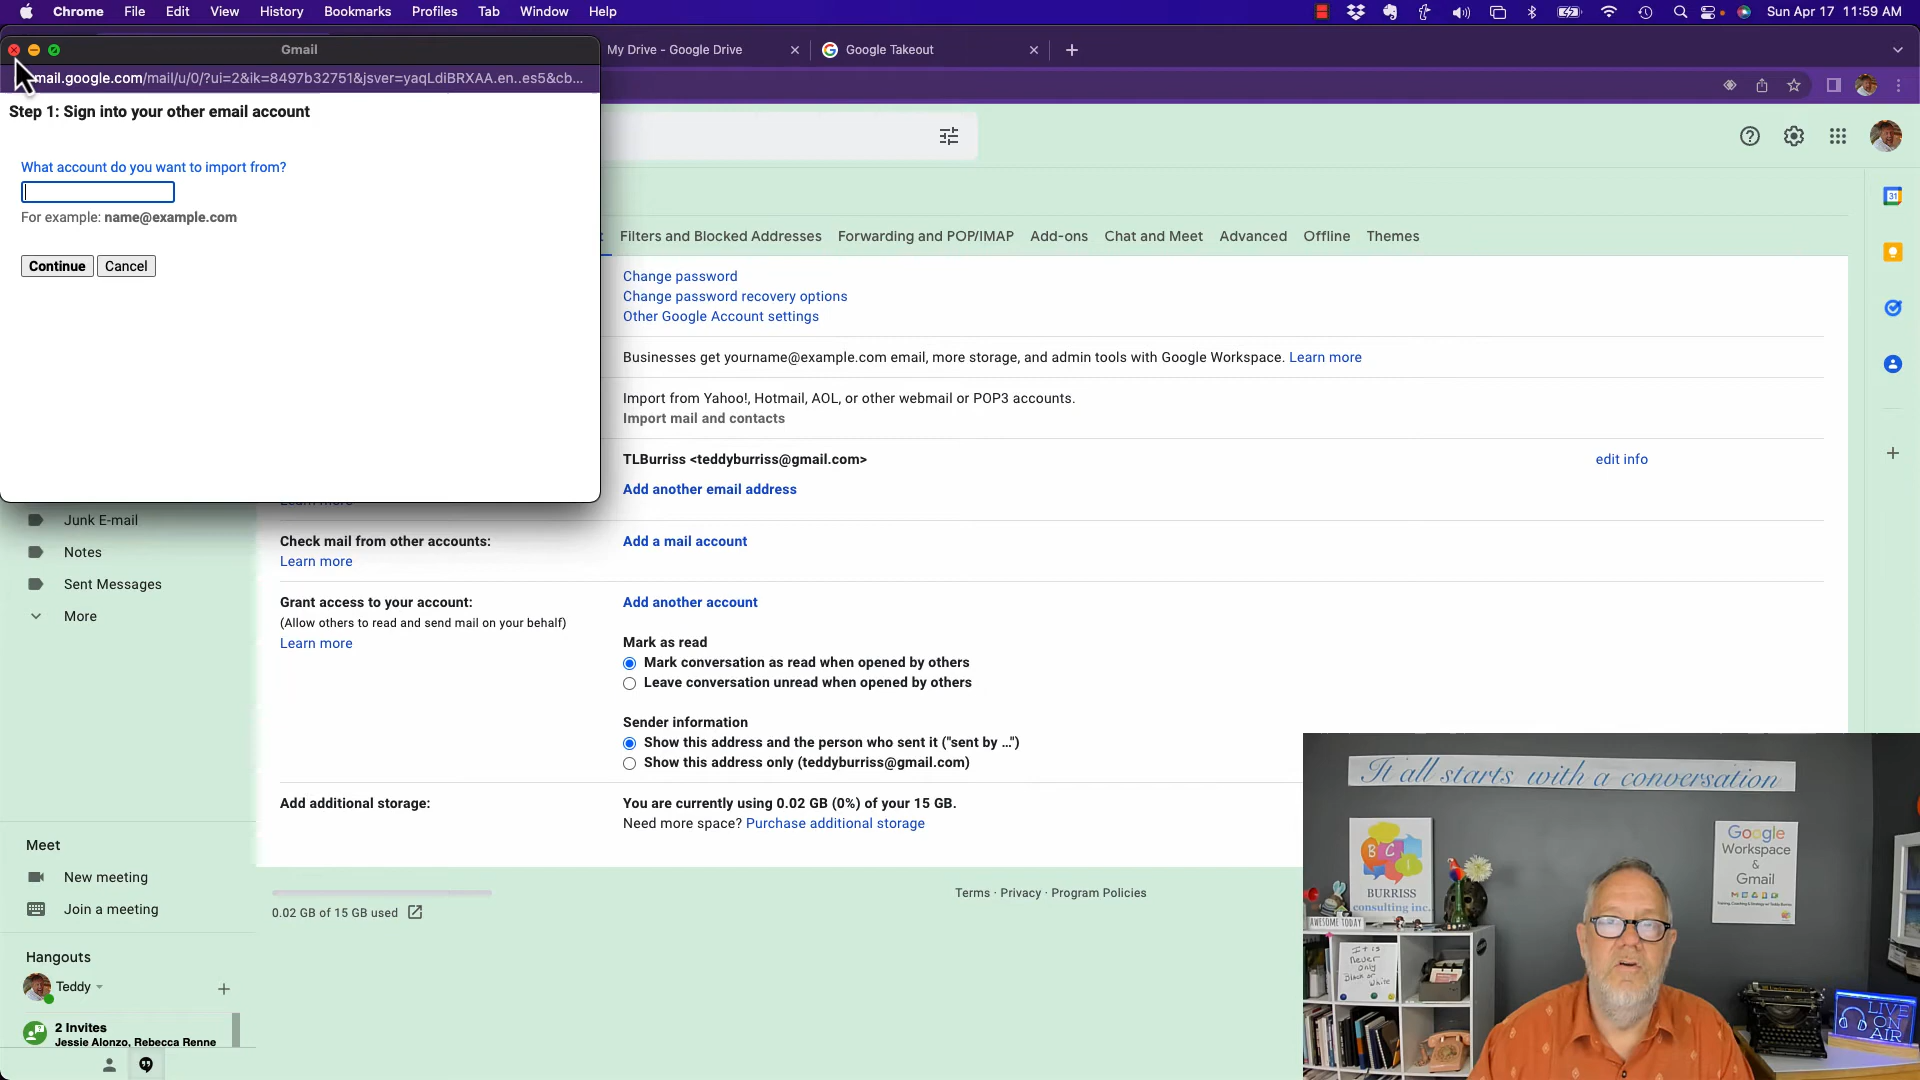 Chrome File Edit View History Bookmarks Profiles Tab Window Help Sun Apr 17 11:59 AM
Gmail
My Drive - Google Drive
Google Takeout
mail.google.com/mail/u/0/?ui=2&ik=8497b32751&jsver=yaqLdiBRXAA.en..es5&cb...
Step 1: Sign into your other email account
What account do you want to import from?
For example: name@example.com
Continue Cancel
Filters and Blocked Addresses Forwarding and POP/IMAP Add-ons Chat and Meet Advanced Offline Themes
Change password
Change password recovery options
Other Google Account settings
Businesses get yourname@example.com email, more storage, and admin tools with Google Workspace. Learn more
Import from Yahoo!, Hotmail, AOL, or other webmail or POP3 accounts.
Import mail and contacts
TLBurriss <teddyburriss@gmail.com> edit info
Add another email address
Learn more
Check mail from other accounts: Add a mail account
Learn more
Grant access to your account: Add another account
(Allow others to read and send mail on your behalf)
Learn more
Mark as read
Mark conversation as read when opened by others
Leave conversation unread when opened by others
Sender information
Show this address and the person who sent it ("sent by ...")
Show this address only (teddyburriss@gmail.com)
Add additional storage: You are currently using 0.02 GB (0%) of your 15 GB.
Need more space? Purchase additional storage
Terms · Privacy · Program Policies
0.02 GB of 15 GB used
Junk E-mail
Notes
Sent Messages
More
Meet
New meeting
Join a meeting
Hangouts
Teddy
2 Invites
Jessie Alonzo, Rebecca Renne
31
It all starts with a conversation
B C I
BURRISS
consulting inc.
Google
Workspace
&
Gmail
AWESOME TODAY
It is
Never
Only
Black or
White
LIVE
ON
AIR